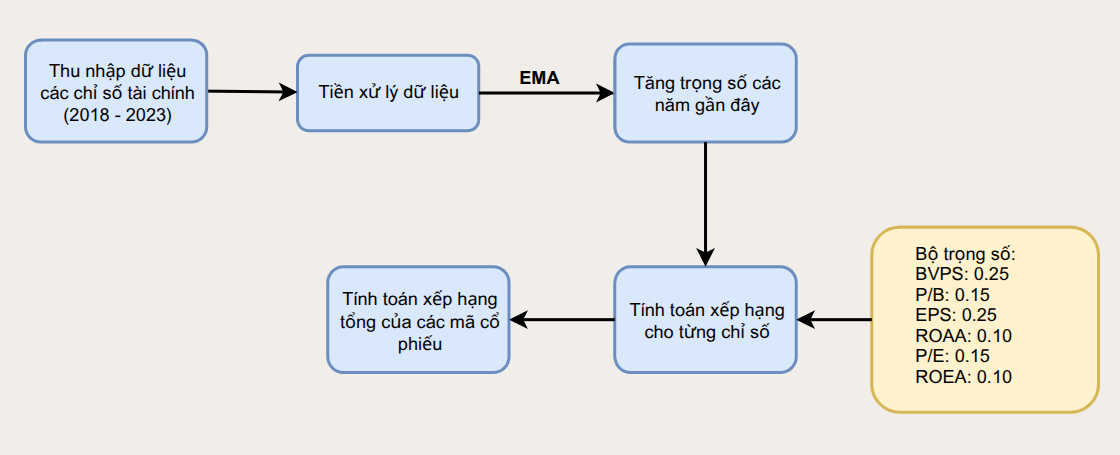 Thu nhập dữ liệu
các chỉ số tài chính
(2018 - 2023)
Tiền xử lý dữ liệu
EMA
Tăng trọng số các
năm gần đây
Bộ trọng số:
BVPS: 0.25
P/B: 0.15
EPS: 0.25
ROAA: 0.10
P/E: 0.15
ROEA: 0.10
Tính toán xếp hạng
cho từng chỉ số
Tính toán xếp hạng
tổng của các mã cổ
phiếu